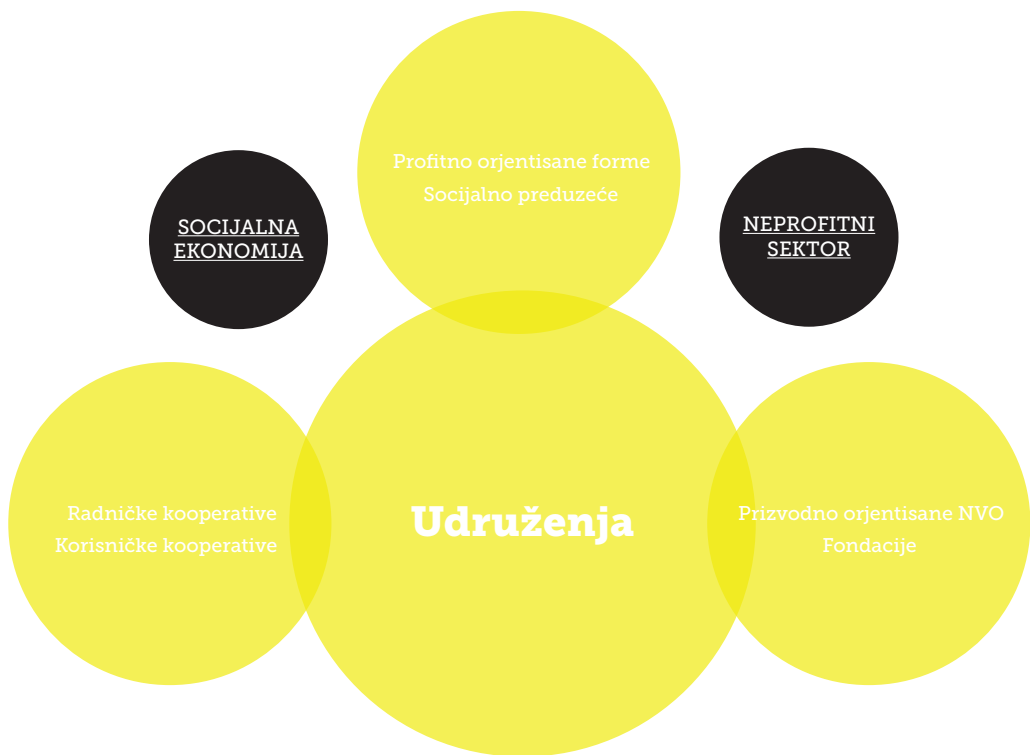 Profitno orjentisane forme
Socijalno preduzeće
SOCIJALNA
EKONOMIJA
NEPROFITNI
SEKTOR
Radničke kooperative
Korisničke kooperative
Udruženja
Prizvodno orjentisane NVO
Fondacije